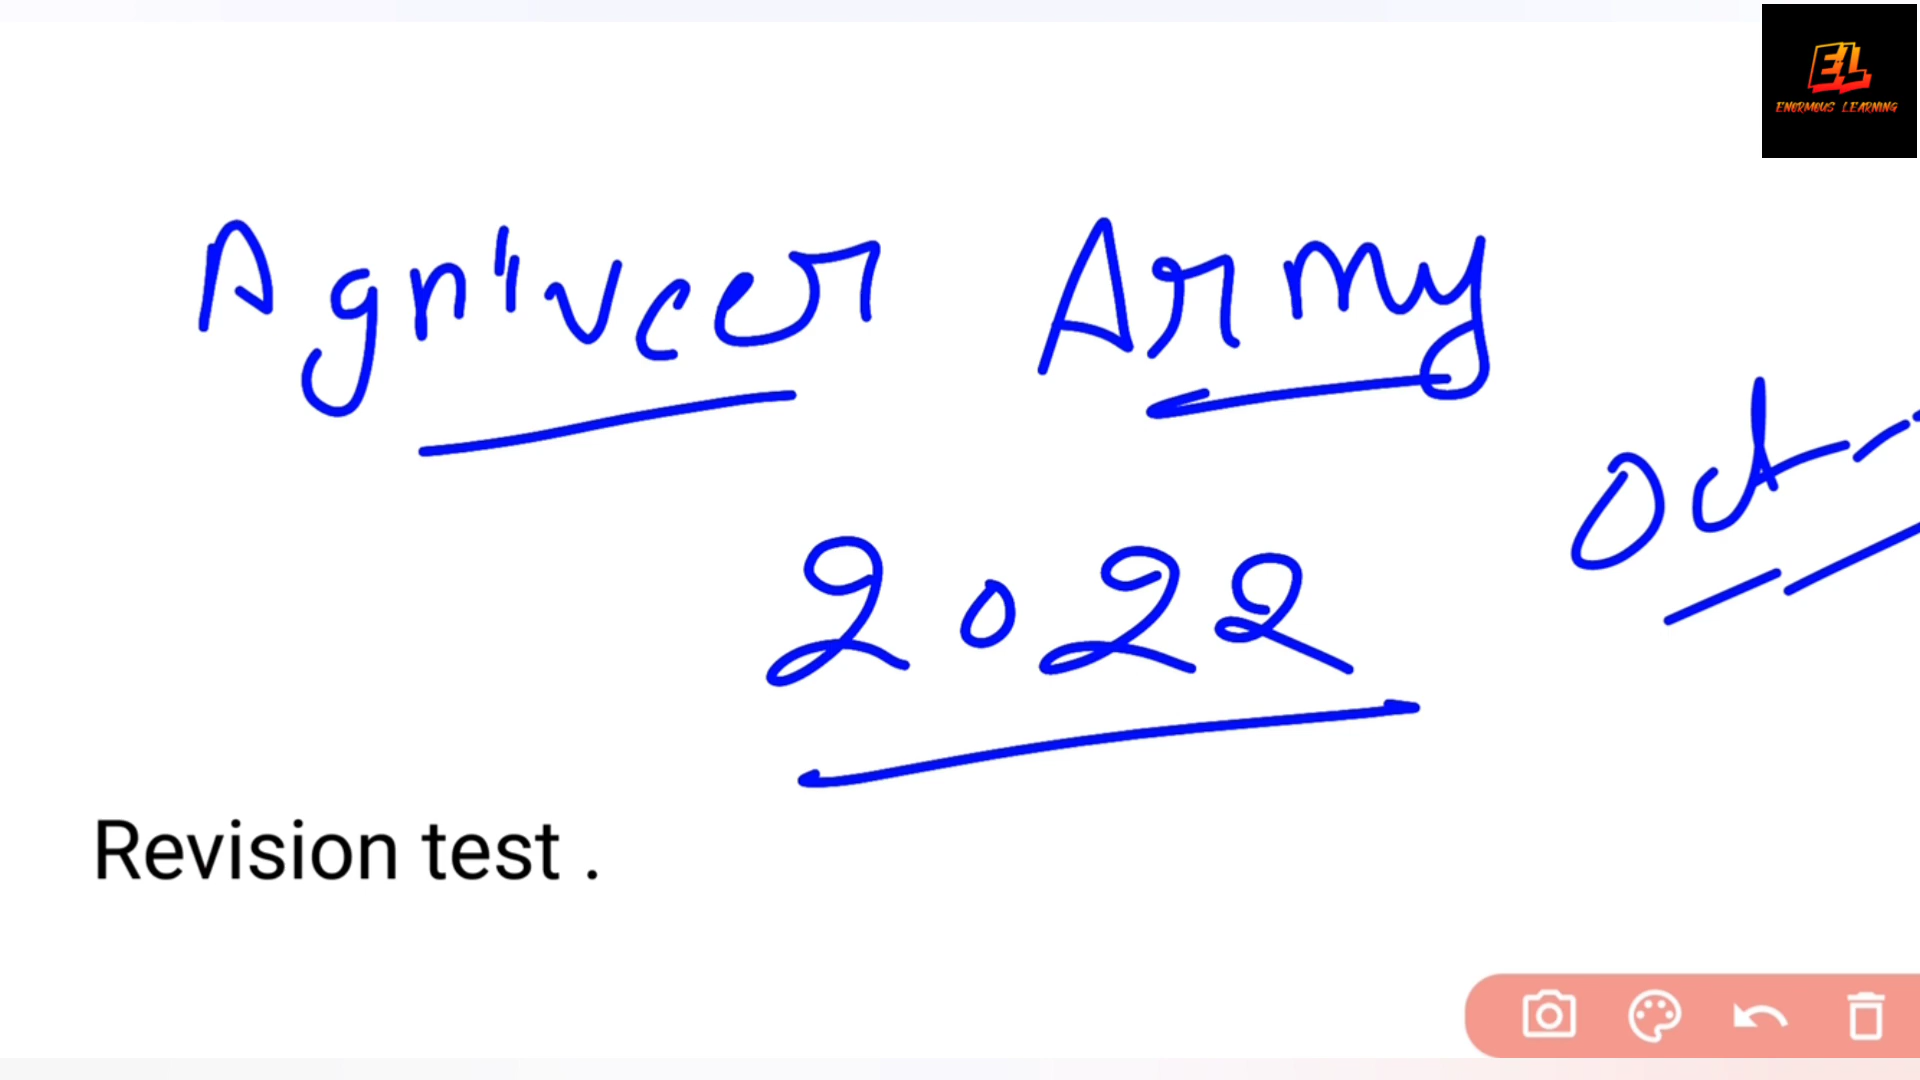 EL
ENORMOUS LEARNING
Agniveer Army
Oct
2022
Revision test .